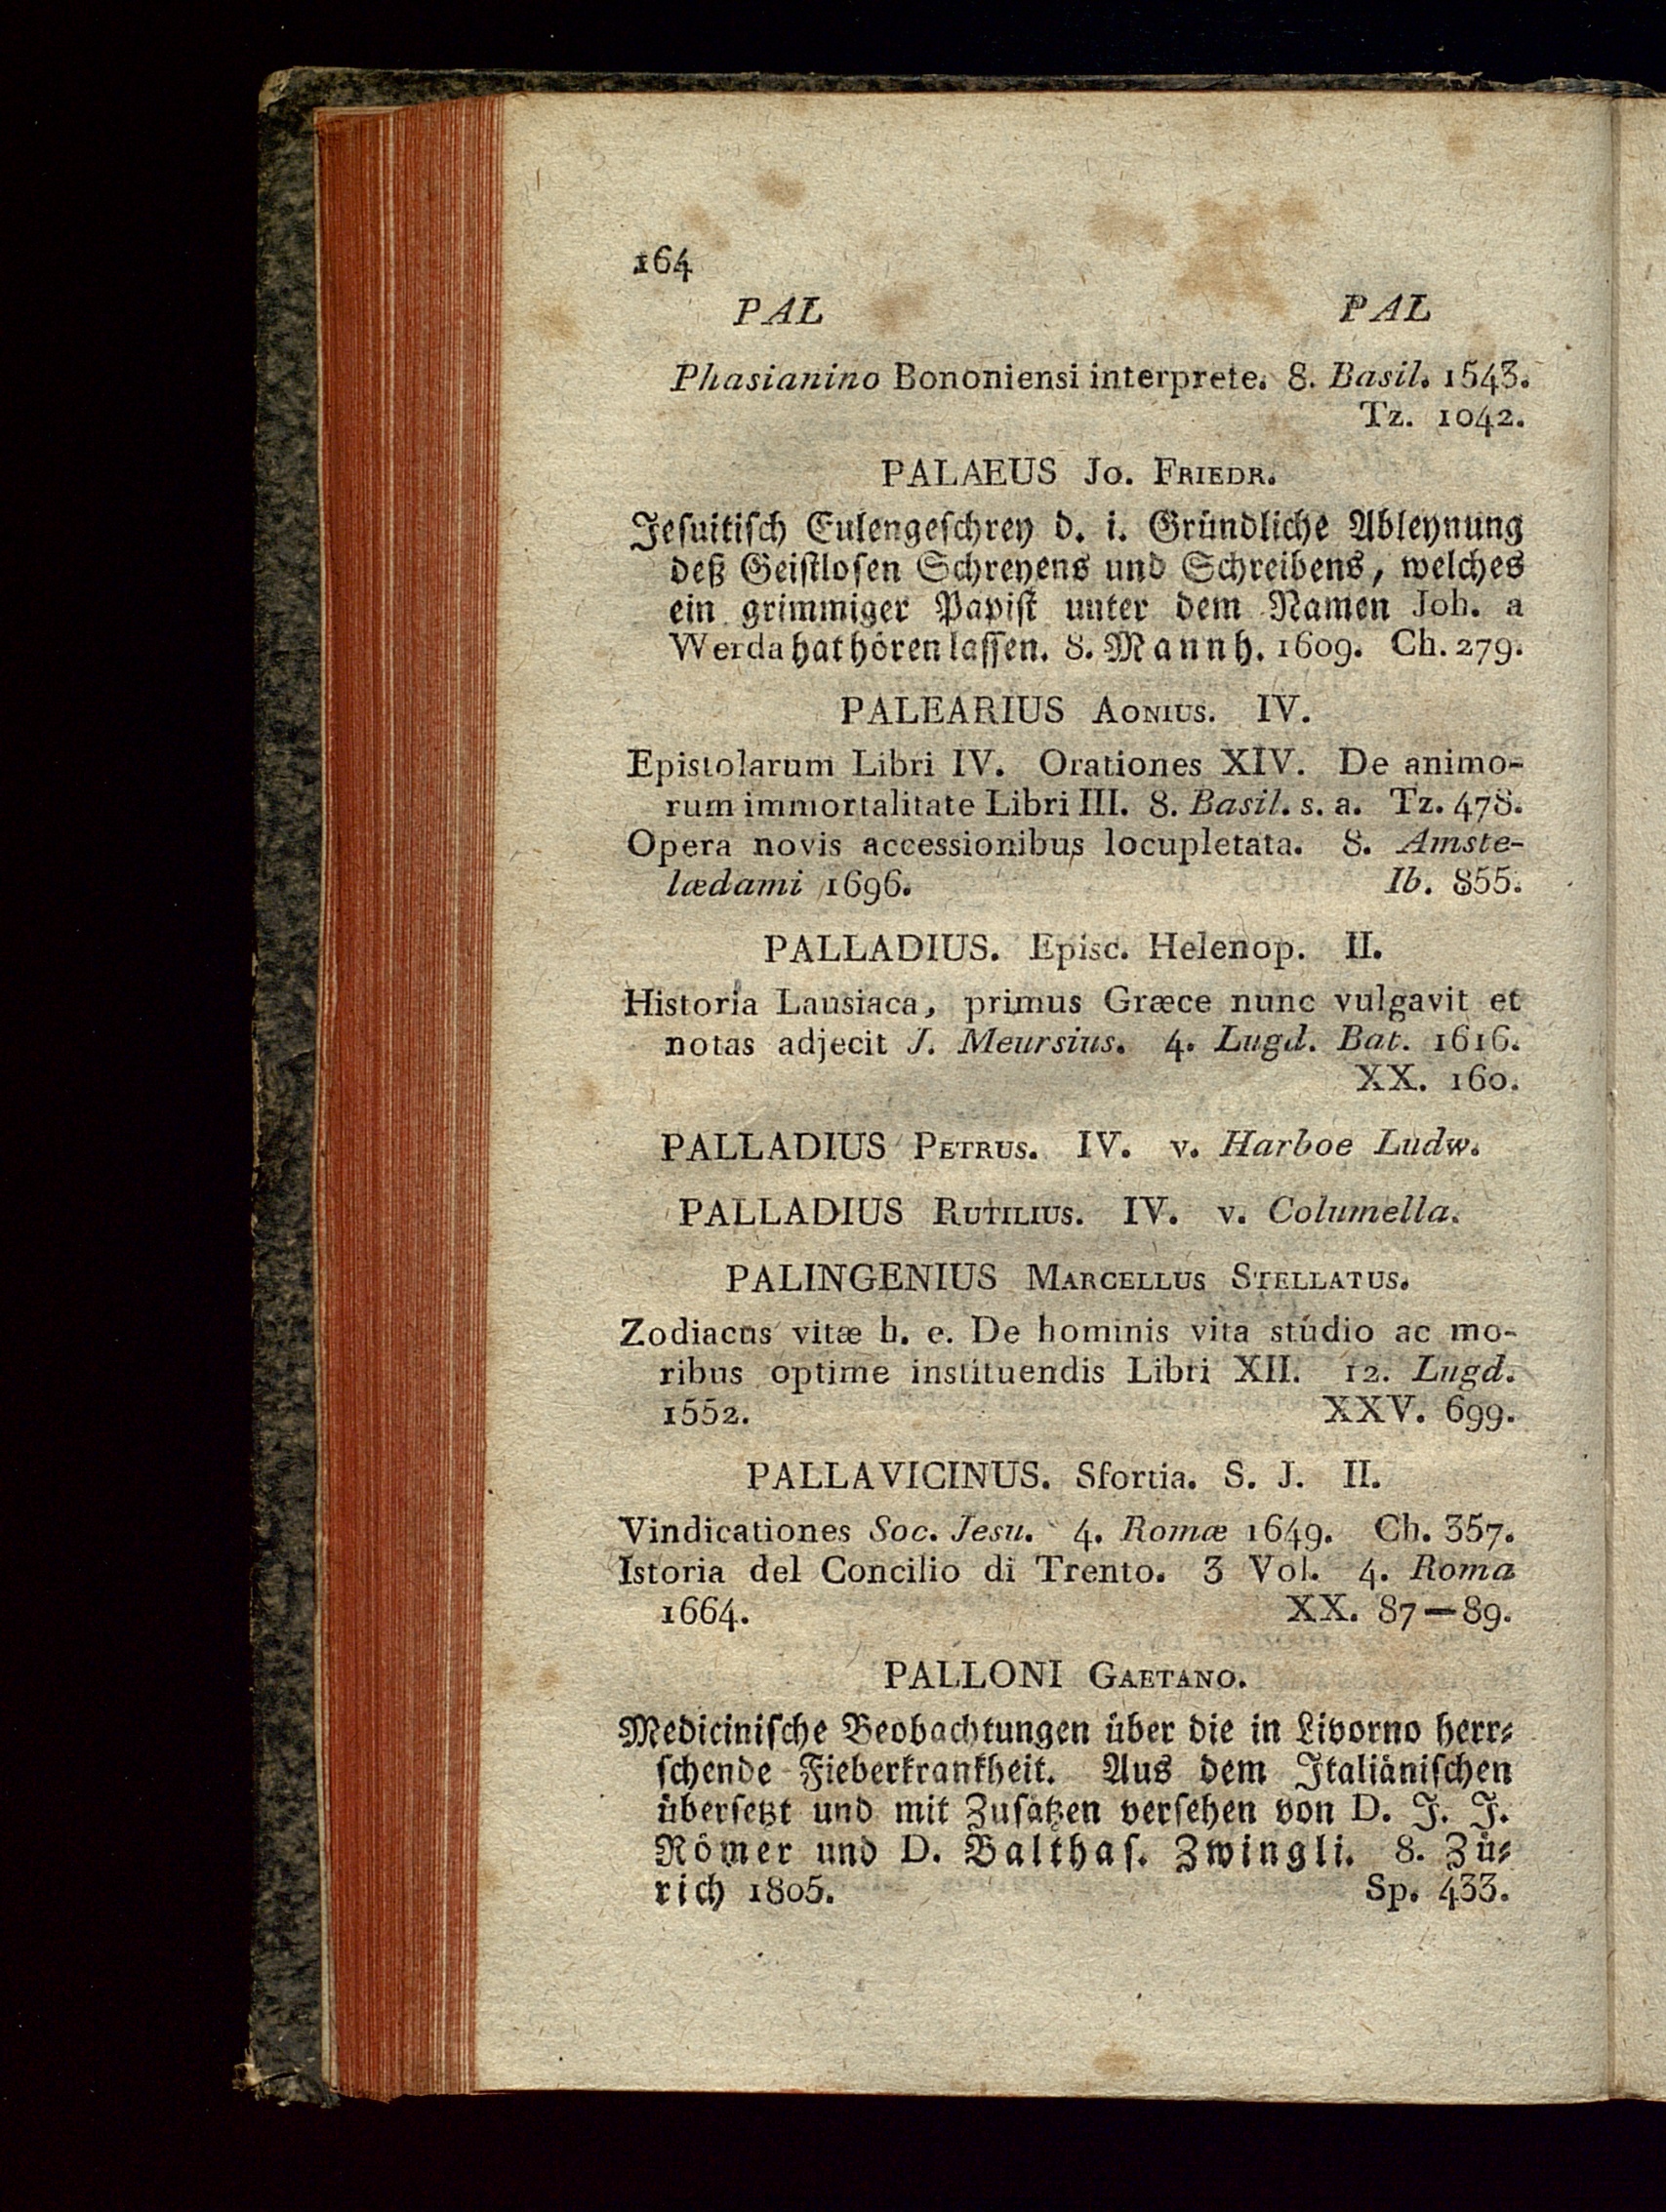 164
PAL PAL
Phasianino Bononiensi interprete. 8. Basil. 1543.
Tz. 1042.
PALAEUS Jo. Friedr.
Jesuitisch Eulengeschrey d. i. Gründliche Ableynung
deß Geistlosen Schreyens und Schreibens, welches
ein grimmiger Papist unter dem Namen Joh. a
Werda hat hören lassen. 8. Mannh. 1609. Ch. 279.
PALEARIUS Aonius. IV.
Epistolarum Libri IV. Orationes XIV. De animo-
rum immortalitate Libri III. 8. Basil. s. a. Tz. 478.
Opera novis accessionibus locupletata. 8. Amste-
lædami 1696. Ib. 855.
PALLADIUS. Episc. Helenop. II.
Historia Lausiaca, primus Græce nunc vulgavit et
notas adjecit J. Meursius. 4. Lugd. Bat. 1616.
XX. 160.
PALLADIUS Petrus. IV. v. Harboe Ludw.
PALLADIUS Rutilius. IV. v. Columella.
PALINGENIUS Marcellus Stellatus.
Zodiacus vitæ h. e. De hominis vita studio ac mo-
ribus optime instituendis Libri XII. 12. Lugd.
1552. XXV. 699.
PALLAVICINUS. Sfortia. S. J. II.
Vindicationes Soc. Jesu. 4. Romæ 1649. Ch. 357.
Istoria del Concilio di Trento. 3 Vol. 4. Roma
1664. XX. 87—89.
PALLONI Gaetano.
Medicinische Beobachtungen über die in Livorno herr-
schende Fieberkrankheit. Aus dem Italiänischen
übersetzt und mit Zusätzen versehen von D. J. J.
Römer und D. Balthas. Zwingli. 8. Zü-
rich 1805. Sp. 433.